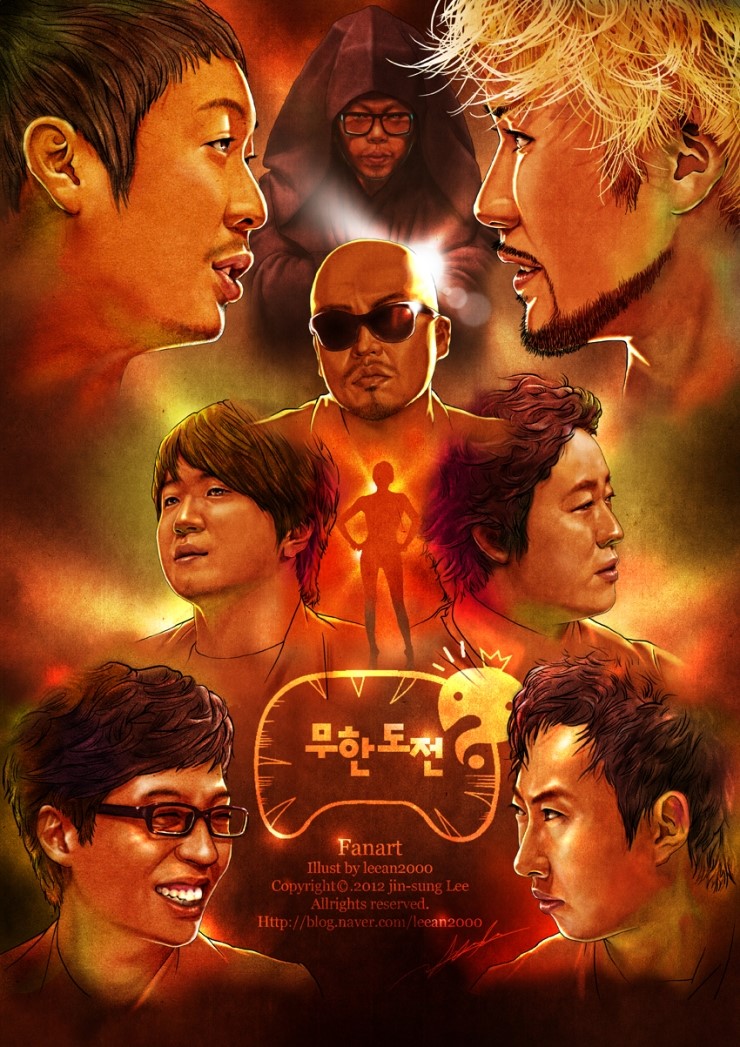 무한도전
Fanart
Illust by leean2000
Copyright©.2012 jin-sung Lee
Allrights reserved.
Http://blog.naver.com/leean2000